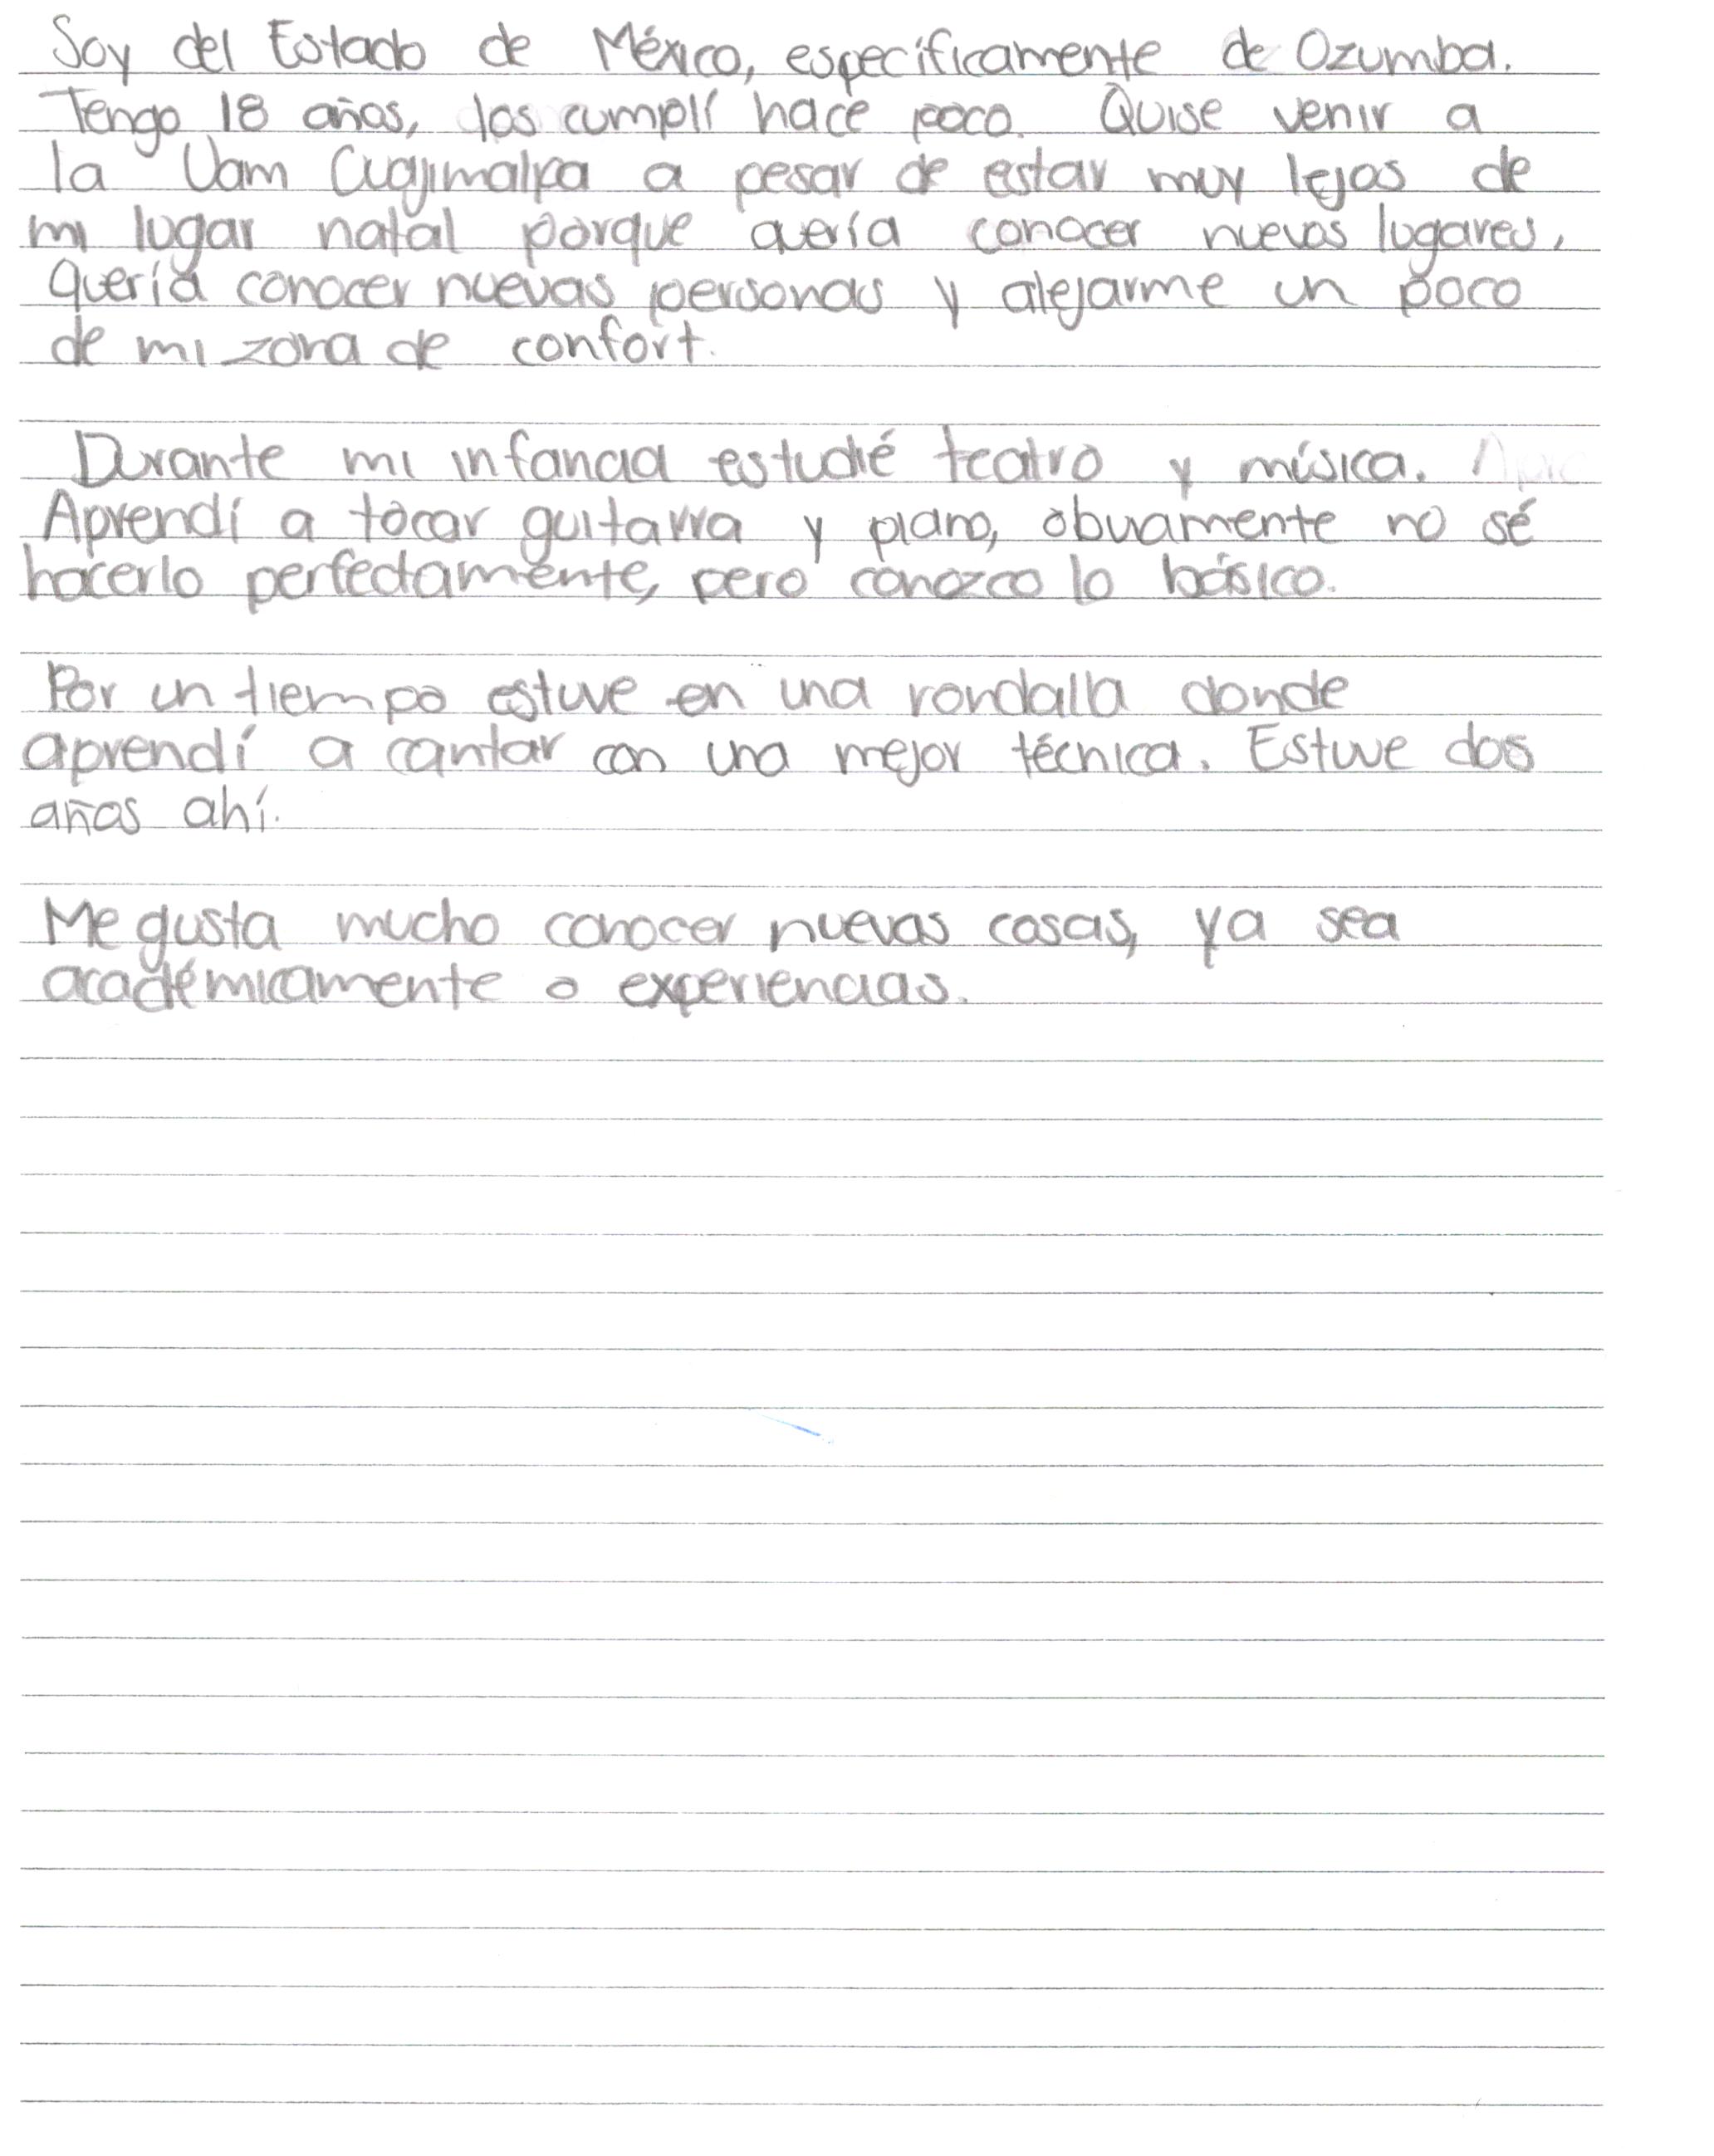 Soy del Estado de México, específicamente de Ozumba.
Tengo 18 años, los cumplí hace poco. Quise venir a
la Uam Cuajimalpa a pesar de estar muy lejos de
mi lugar natal porque quería conocer nuevos lugares,
quería conocer nuevas personas y alejarme un poco
de mi zona de confort.
Durante mi infancia estudié teatro y música.
Aprendí a tocar guitarra y piano, obviamente no sé
hacerlo perfectamente, pero conozco lo básico.
Por un tiempo estuve en una rondalla donde
aprendí a cantar con una mejor técnica. Estuve dos
años ahí.
Me gusta mucho conocer nuevas cosas, ya sea
académicamente o experiencias.